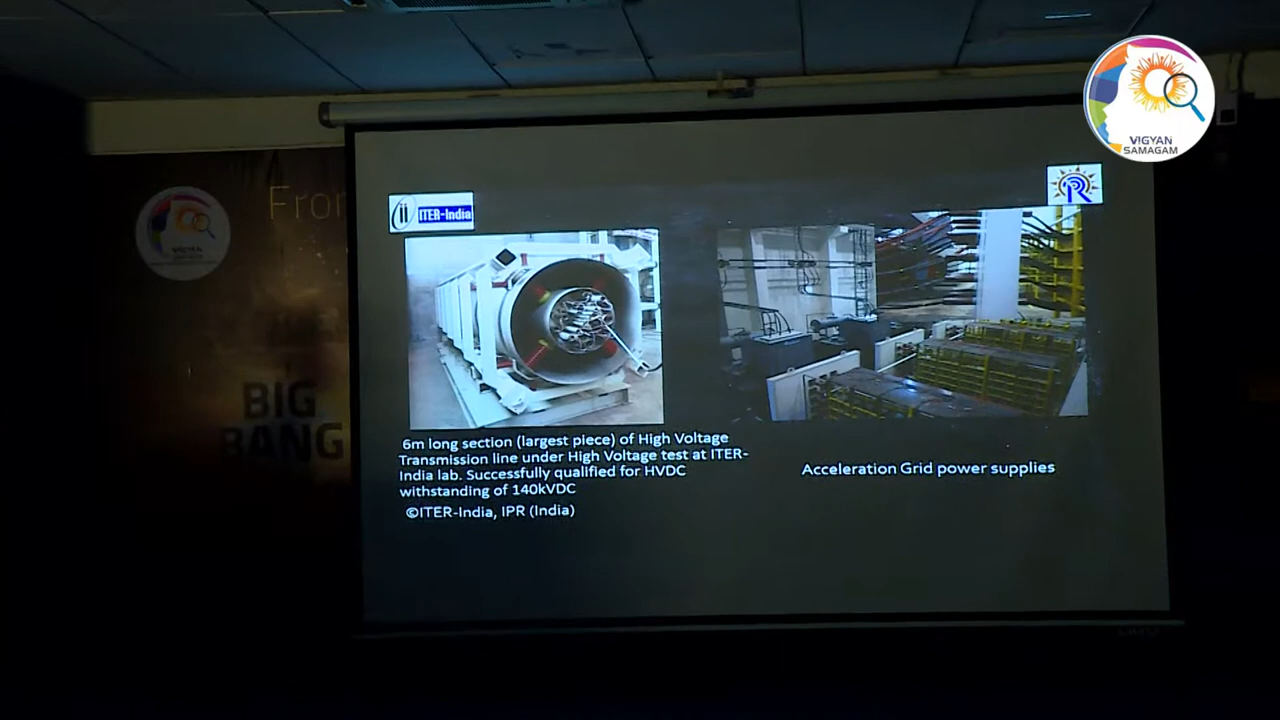 VIGYAN
SAMAGAM
Fro
VIGYAN
BIG
BANG
ITER-India
6m long section (largest piece) of High Voltage
Transmission line under High Voltage test at ITER-
India lab. Successfully qualified for HVDC
withstanding of 140kVDC
©ITER-India, IPR (India)
Acceleration Grid power supplies